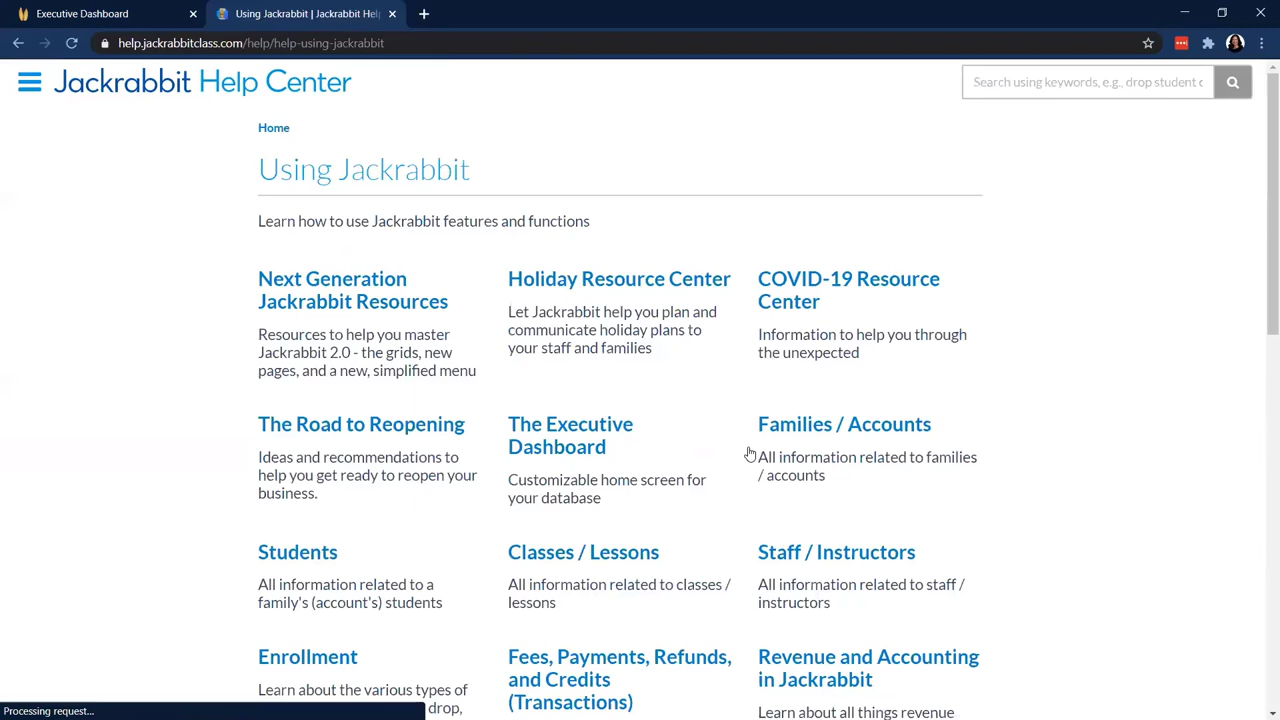 Executive Dashboard
Using Jackrabbit | Jackrabbit Help
help.jackrabbitclass.com/help/help-using-jackrabbit
Jackrabbit Help Center
Search using keywords, e.g., drop student
Home
Using Jackrabbit
Learn how to use Jackrabbit features and functions
Next Generation
Jackrabbit Resources
Resources to help you master
Jackrabbit 2.0 - the grids, new
pages, and a new, simplified menu
Holiday Resource Center
Let Jackrabbit help you plan and
communicate holiday plans to
your staff and families
COVID-19 Resource
Center
Information to help you through
the unexpected
The Road to Reopening
Ideas and recommendations to
help you get ready to reopen your
business.
The Executive
Dashboard
Customizable home screen for
your database
Families / Accounts
All information related to families
/ accounts
Students
All information related to a
family's (account's) students
Classes / Lessons
All information related to classes /
lessons
Staff / Instructors
All information related to staff /
instructors
Enrollment
Learn about the various types of
drop,
Fees, Payments, Refunds,
and Credits
(Transactions)
Revenue and Accounting
in Jackrabbit
Learn about all things revenue
Processing request...